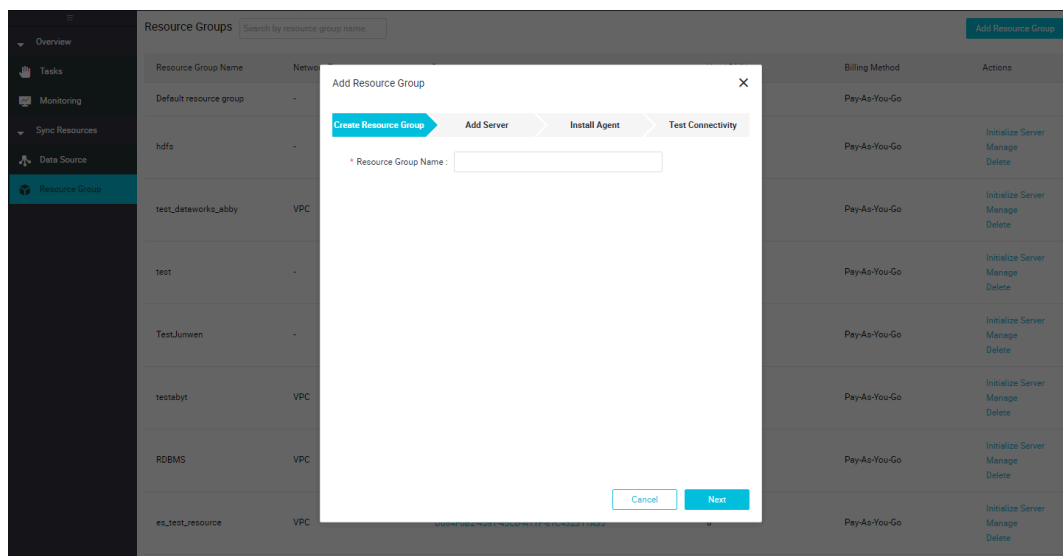 Resource Groups Search by resource group name. Add Resource Group
Overview
Tasks
Monitoring
Sync Resources
Data Source
Resource Group
Resource Group Name Billing Method Actions
Default resource group - Pay-As-You-Go
hdfs - Pay-As-You-Go Initialize Server
Manage
Delete
test_dataworks_abby VPC Pay-As-You-Go Initialize Server
Manage
Delete
test - Pay-As-You-Go Initialize Server
Manage
Delete
TestJunwen - Pay-As-You-Go Initialize Server
Manage
Delete
testabyt VPC Pay-As-You-Go Initialize Server
Manage
Delete
RDBMS VPC Pay-As-You-Go Initialize Server
Manage
Delete
es_test_resource VPC Pay-As-You-Go Initialize Server
Manage
Delete
Add Resource Group
Create Resource Group Add Server Install Agent Test Connectivity
* Resource Group Name :
Cancel Next